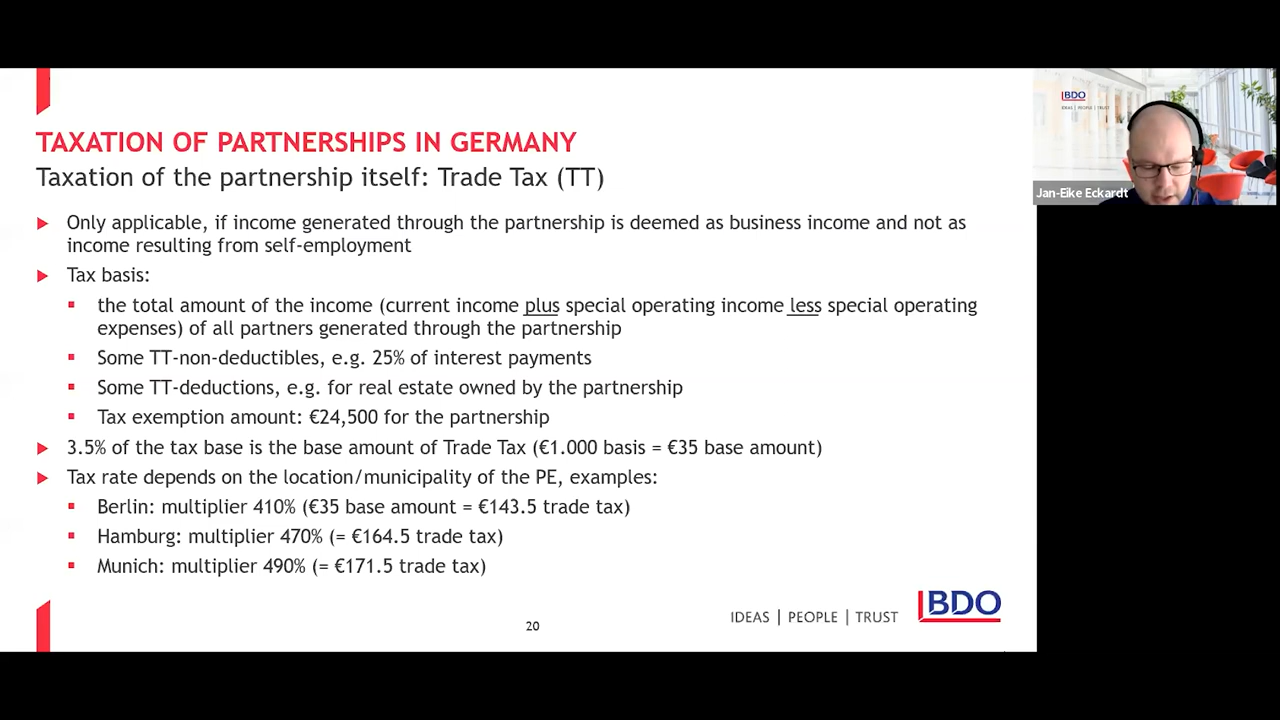 TAXATION OF PARTNERSHIPS IN GERMANY
Taxation of the partnership itself: Trade Tax (TT)
Only applicable, if income generated through the partnership is deemed as business income and not as
income resulting from self-employment
Tax basis:
the total amount of the income (current income plus special operating income less special operating
expenses) of all partners generated through the partnership
Some TT-non-deductibles, e.g. 25% of interest payments
Some TT-deductions, e.g. for real estate owned by the partnership
Tax exemption amount: €24,500 for the partnership
3.5% of the tax base is the base amount of Trade Tax (€1.000 basis = €35 base amount)
Tax rate depends on the location/municipality of the PE, examples:
Berlin: multiplier 410% (€35 base amount = €143.5 trade tax)
Hamburg: multiplier 470% (= €164.5 trade tax)
Munich: multiplier 490% (= €171.5 trade tax)
20
IDEAS | PEOPLE | TRUST
BDO
BDO
IDEAS | PEOPLE | TRUST
Jan-Eike Eckardt